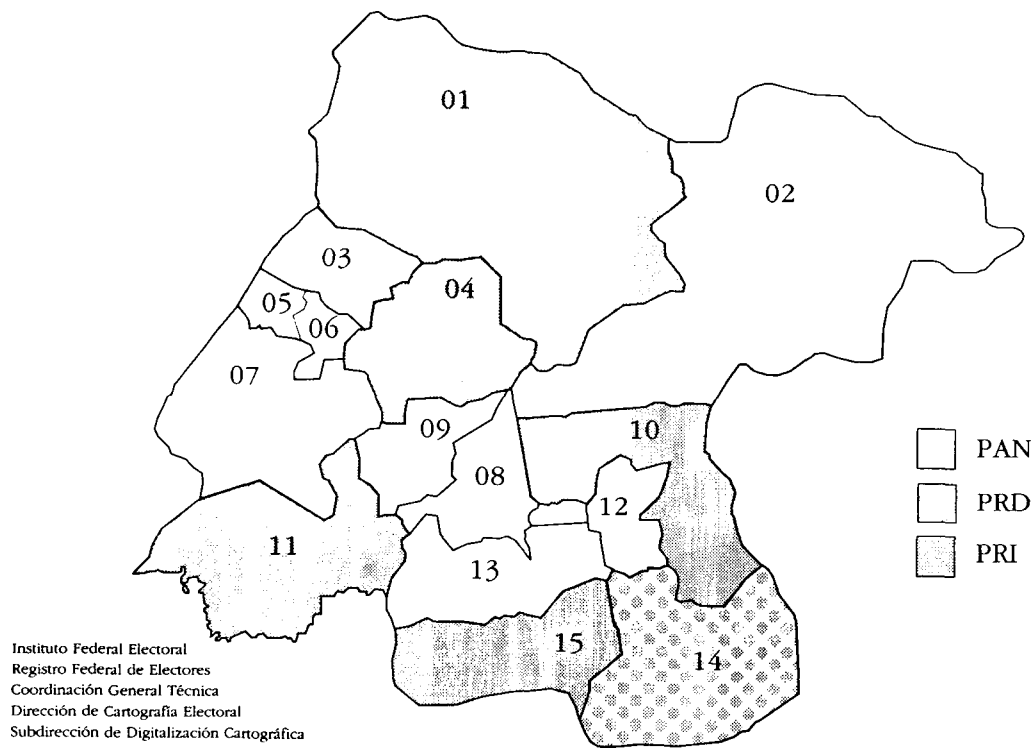 01
02
03
04
05
06
07
09
10
08
12
11
13
15
14
PAN
PRD
PRI
Instituto Federal Electoral
Registro Federal de Electores
Coordinación General Técnica
Dirección de Cartografía Electoral
Subdirección de Digitalización Cartográfica